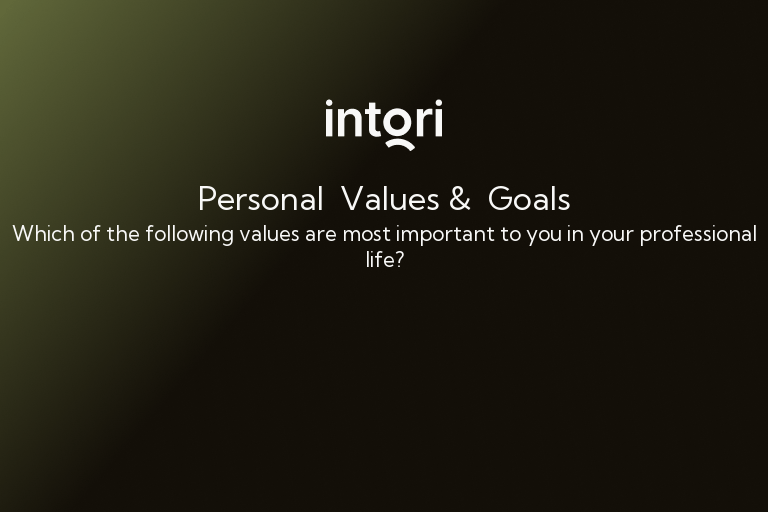 intori
Personal Values & Goals
Which of the following values are most important to you in your professional
life?